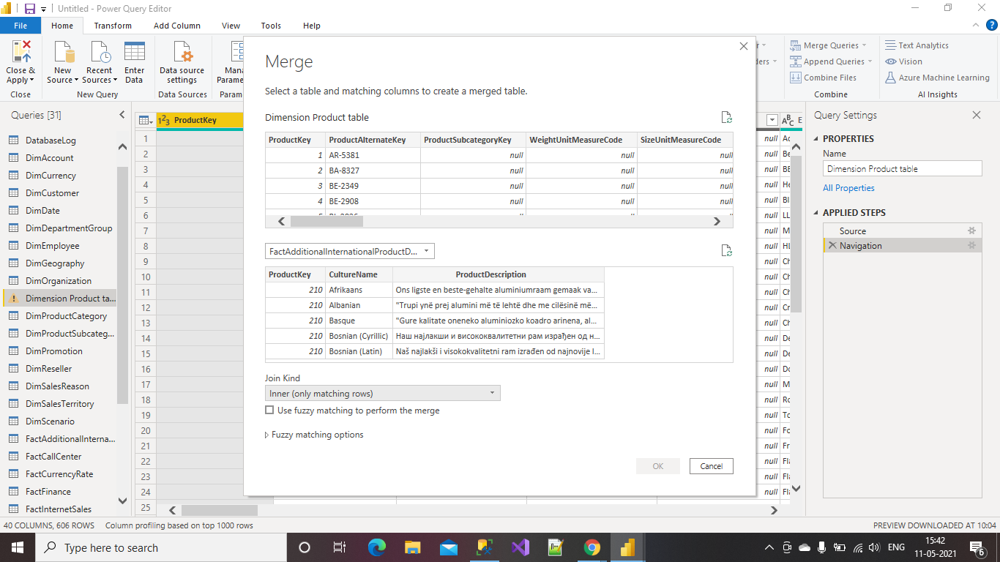 Untitled - Power Query Editor
File Home Transform Add Column View Tools Help
Close & Apply
New Source
Recent Sources
Enter Data
Data source settings
Merge Queries
Append Queries
Combine Files
Text Analytics
Vision
Azure Machine Learning
Close New Query Data Sources Combine AI Insights
Queries [31]
DatabaseLog
DimAccount
DimCurrency
DimCustomer
DimDate
DimDepartmentGroup
DimEmployee
DimGeography
DimOrganization
Dimension Product ta...
DimProductCategory
DimProductSubcateg...
DimPromotion
DimReseller
DimSalesReason
DimSalesTerritory
DimScenario
FactAdditionalInterna...
FactCallCenter
FactCurrencyRate
FactFinance
FactInternetSales
1²3 ProductKey
1
2
3
4
5
6
7
8
9
10
11
12
13
14
15
16
17
18
19
20
21
22
23
24
25
Merge
Select a table and matching columns to create a merged table.
Dimension Product table
ProductKey ProductAlternateKey ProductSubcategoryKey WeightUnitMeasureCode SizeUnitMeasureCode
1 AR-5381 null null null
2 BA-8327 null null null
3 BE-2349 null null null
4 BE-2908 null null null
FactAdditionalInternationalProductD...
ProductKey CultureName ProductDescription
210 Afrikaans Ons ligste en beste-gehalte aluminiumraam gemaak va...
210 Albanian "Trupi ynë prej alumini më të lehtë dhe me cilësinë më...
210 Basque "Gure kalitate oneneko aluminiozko koadro arinena, al...
210 Bosnian (Cyrillic) Наш најлакши и висококвалитетни рам израђен од н...
210 Bosnian (Latin) Naš najlakši i visokokvalitetni ram izrađen od najnovije l...
Join Kind
Inner (only matching rows)
Use fuzzy matching to perform the merge
Fuzzy matching options
OK Cancel
ABC E
null Ac
null Be
null BE
null He
null Bl
null LL
null M
null HL
null Ch
null Ch
null Ch
null Cr
null Ch
null De
null De
null De
null M
null Ro
null To
null Fo
null Fr
null Fla
null Fla
null Fla
Query Settings
PROPERTIES
Name
Dimension Product table
All Properties
APPLIED STEPS
Source
Navigation
40 COLUMNS, 606 ROWS Column profiling based on top 1000 rows PREVIEW DOWNLOADED AT 10:04
Type here to search
ENG
15:42
11-05-2021
6